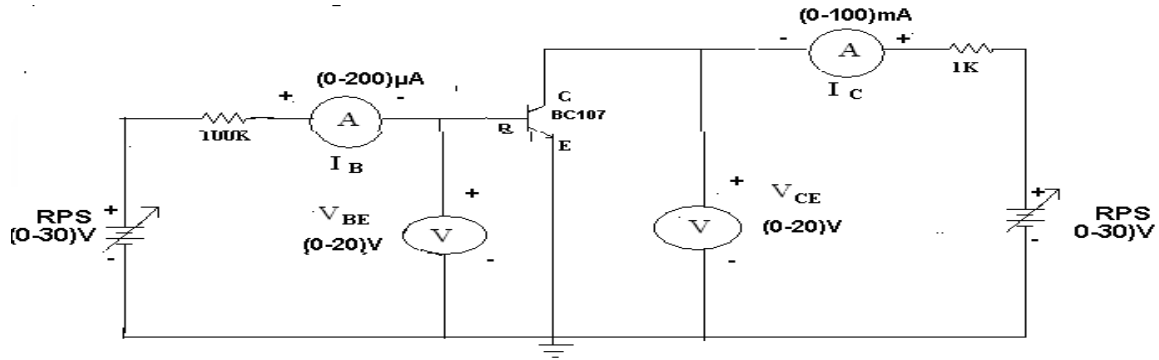 (0-100)mA
- A +
1K
I C
(0-200)µA
+ A -
100K
I B
C
BC107
B
E
RPS
(0-30)V
+
-
V BE
(0-20)V
+
V
-
+
V
-
V CE
(0-20)V
+
-
RPS
0-30)V